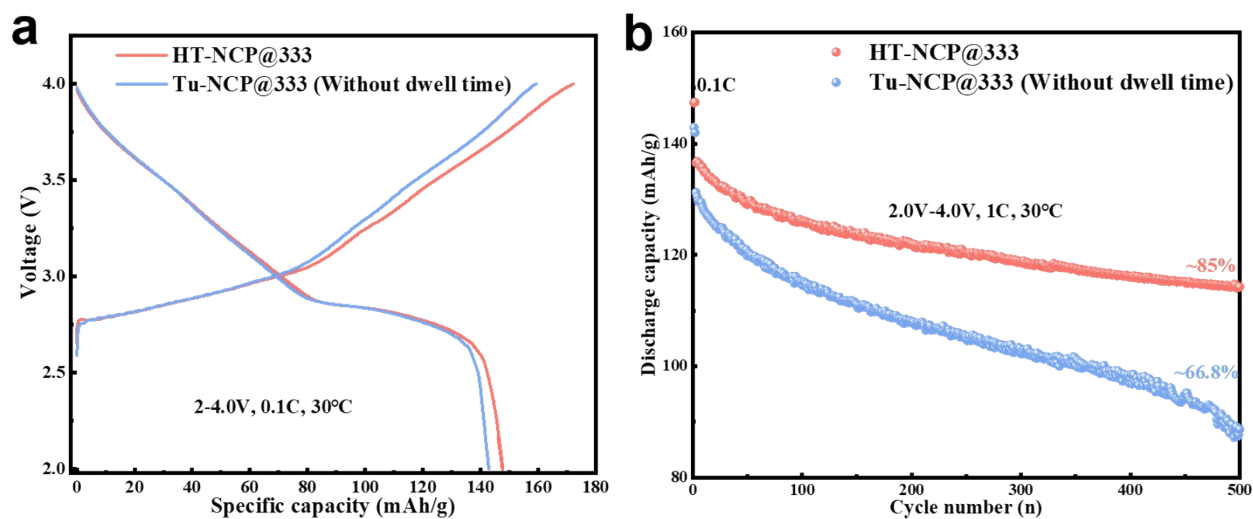 a
HT-NCP@333
Tu-NCP@333 (Without dwell time)
4.0
3.5
3.0
2.5
2.0
Voltage (V)
2-4.0V, 0.1C, 30°C
0 20 40 60 80 100 120 140 160 180
Specific capacity (mAh/g)
b
HT-NCP@333
Tu-NCP@333 (Without dwell time)
160
140
120
100
80
Discharge capacity (mAh/g)
0.1C
2.0V-4.0V, 1C, 30°C
~85%
~66.8%
0 100 200 300 400 500
Cycle number (n)